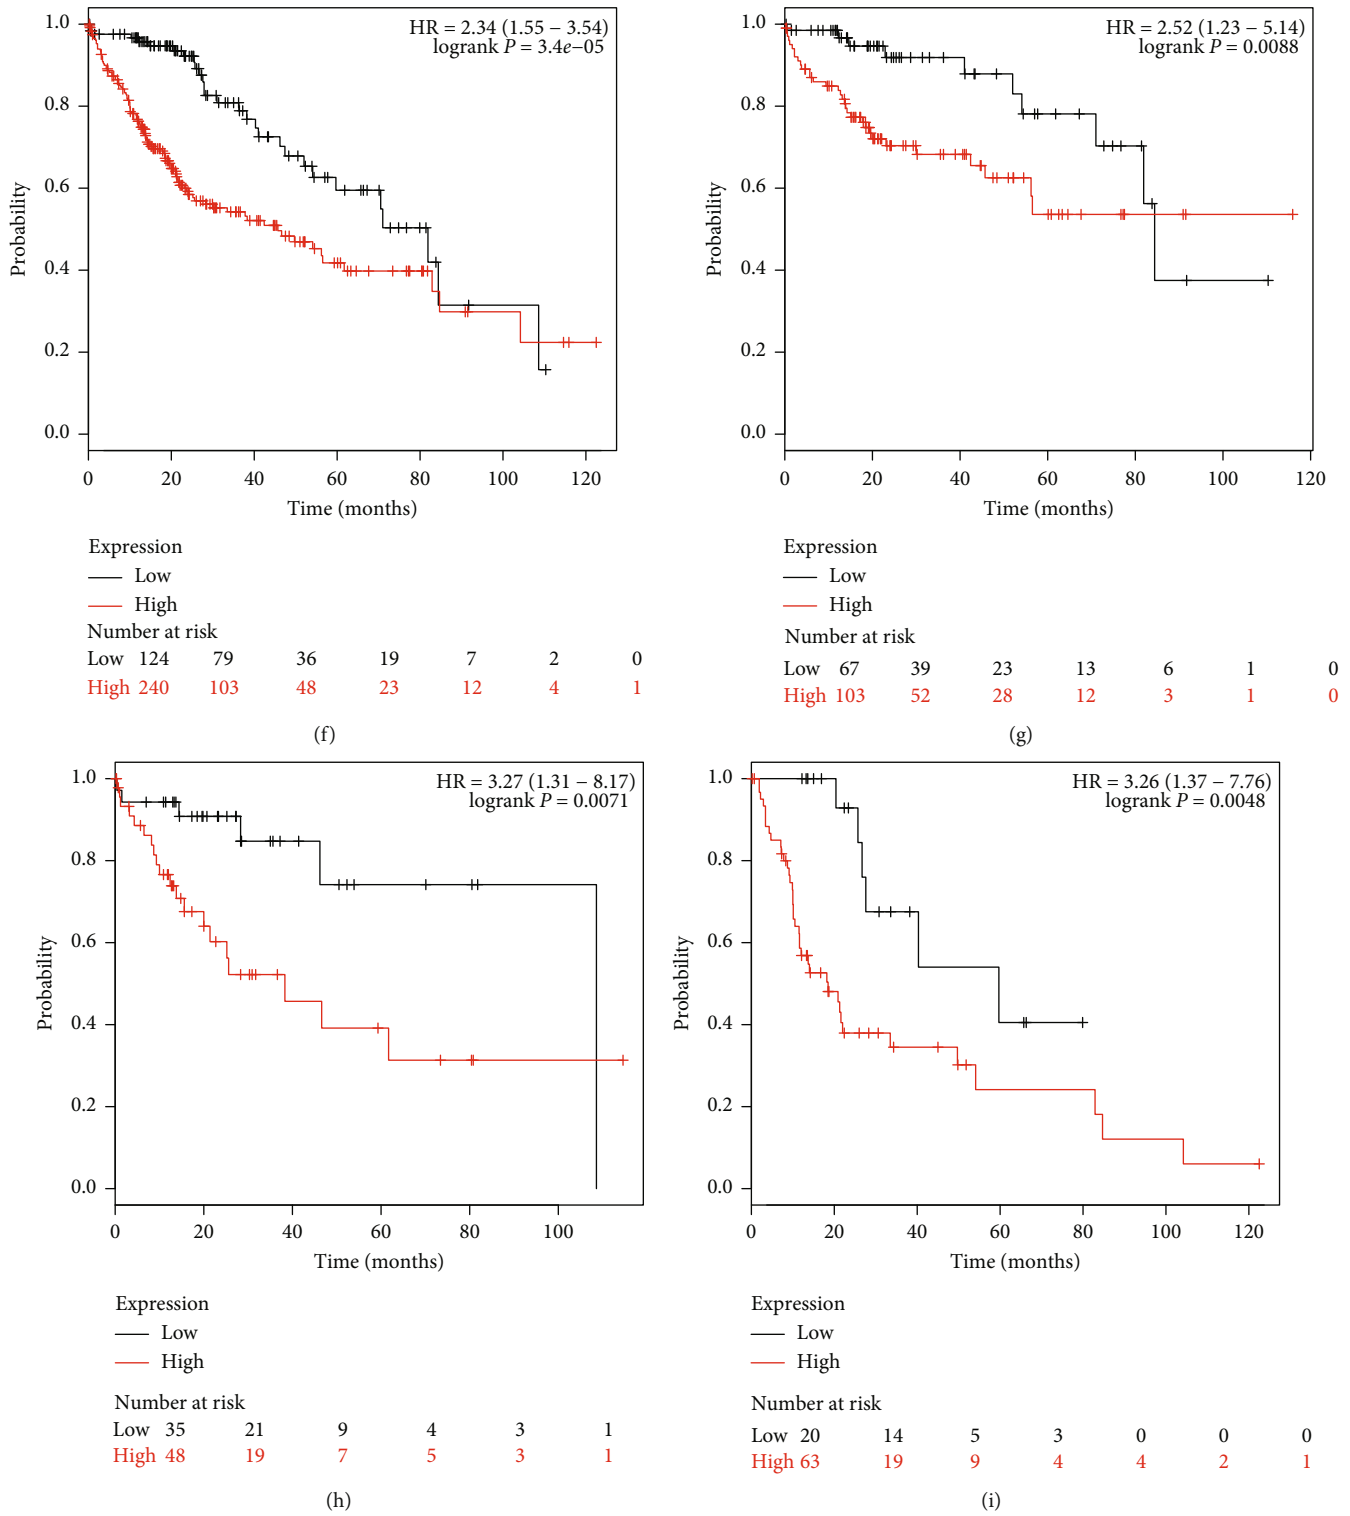 HR = 2.34 (1.55 – 3.54)
logrank P = 3.4e–05
Probability
1.0
0.8
0.6
0.4
0.2
0.0
0 20 40 60 80 100 120
Time (months)
Expression
Low
High
Number at risk
Low 124 79 36 19 7 2 0
High 240 103 48 23 12 4 1
(f)
HR = 2.52 (1.23 – 5.14)
logrank P = 0.0088
Probability
1.0
0.8
0.6
0.4
0.2
0.0
0 20 40 60 80 100 120
Time (months)
Expression
Low
High
Number at risk
Low 67 39 23 13 6 1 0
High 103 52 28 12 3 1 0
(g)
HR = 3.27 (1.31 – 8.17)
logrank P = 0.0071
Probability
1.0
0.8
0.6
0.4
0.2
0.0
0 20 40 60 80 100
Time (months)
Expression
Low
High
Number at risk
Low 35 21 9 4 3 1
High 48 19 7 5 3 1
(h)
HR = 3.26 (1.37 – 7.76)
logrank P = 0.0048
Probability
1.0
0.8
0.6
0.4
0.2
0.0
0 20 40 60 80 100 120
Time (months)
Expression
Low
High
Number at risk
Low 20 14 5 3 0 0 0
High 63 19 9 4 4 2 1
(i)